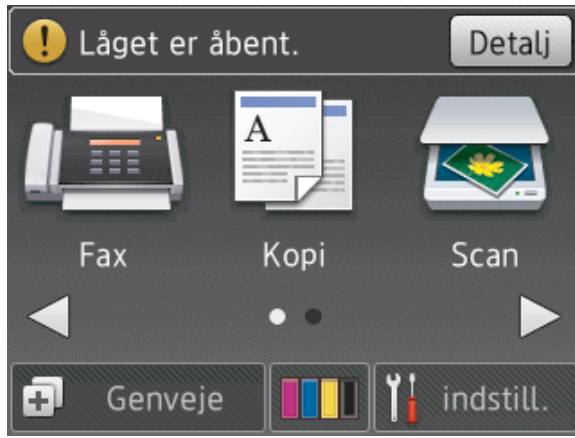 Låget er åbent.
Detalj
A
Fax
Kopi
Scan
Genveje
indstill.